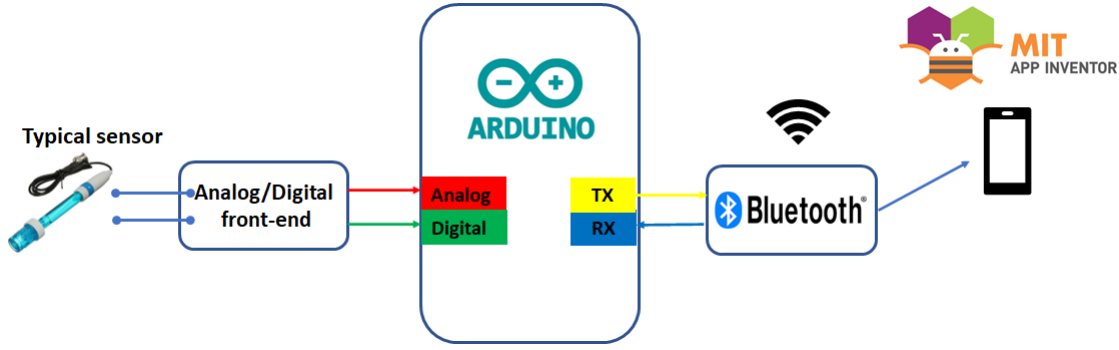 Typical sensor
Analog/Digital
front-end
ARDUINO
Analog
Digital
TX
RX
Bluetooth®
MIT
APP INVENTOR